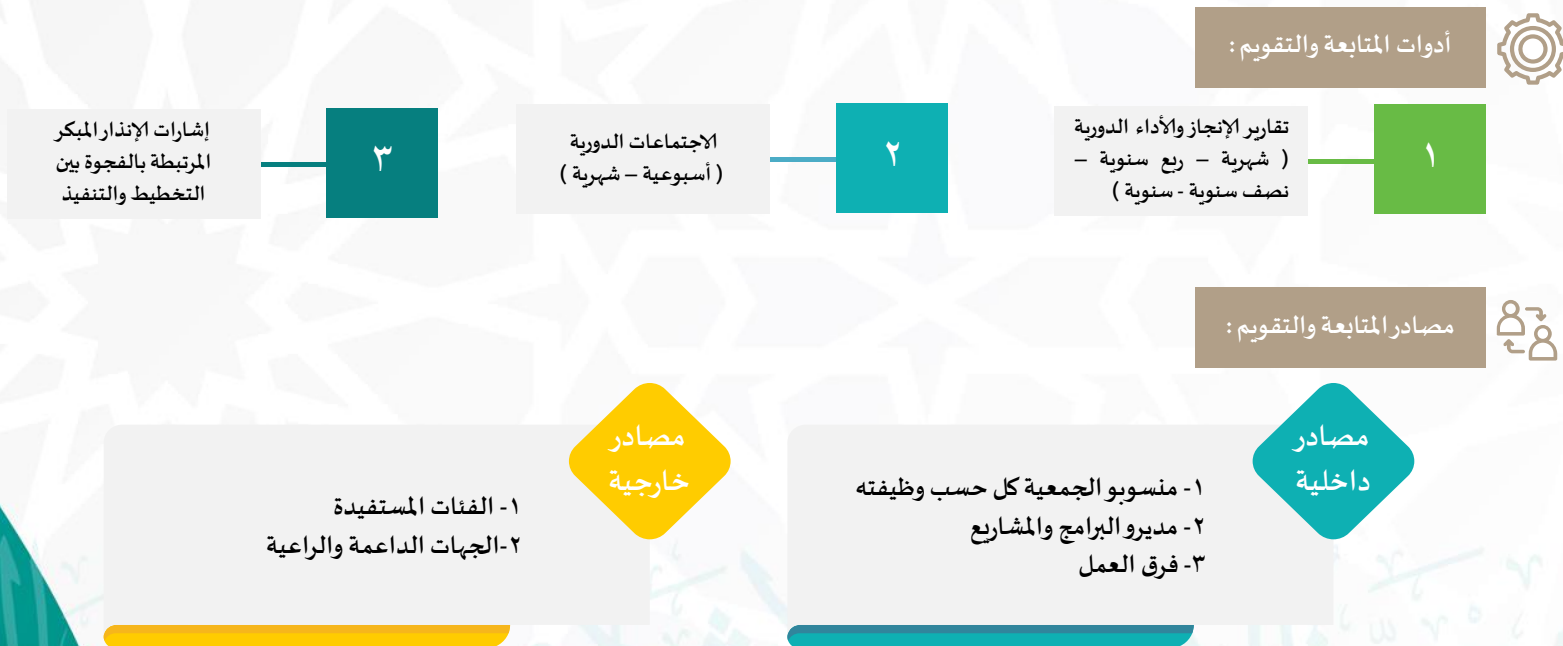 أدوات المتابعة والتقويم :
١
تقارير الإنجاز والأداء الدورية
( شهرية – ربع سنوية –
نصف سنوية - سنوية )
٢
الاجتماعات الدورية
( أسبوعية – شهرية )
٣
إشارات الإنذار المبكر
المرتبطة بالفجوة بين
التخطيط والتنفيذ
مصادر المتابعة والتقويم :
مصادر
داخلية
١- منسوبو الجمعية كل حسب وظيفته
٢- مديرو البرامج والمشاريع
٣- فرق العمل
مصادر
خارجية
١- الفئات المستفيدة
٢-الجهات الداعمة والراعية